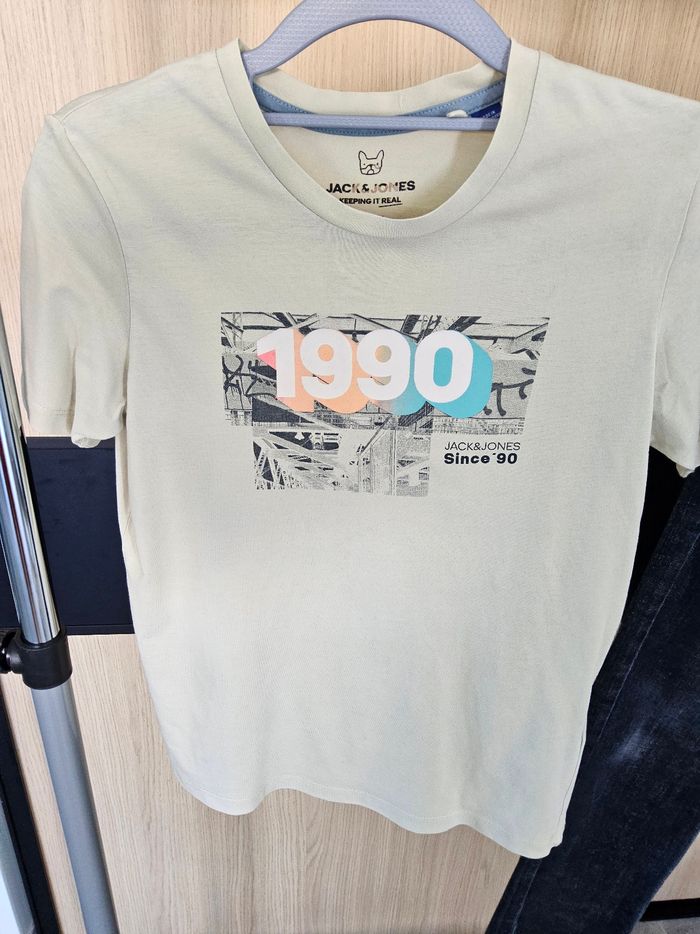 JACK&JONES
KEEPING IT REAL
1990
JACK&JONES
Since '90